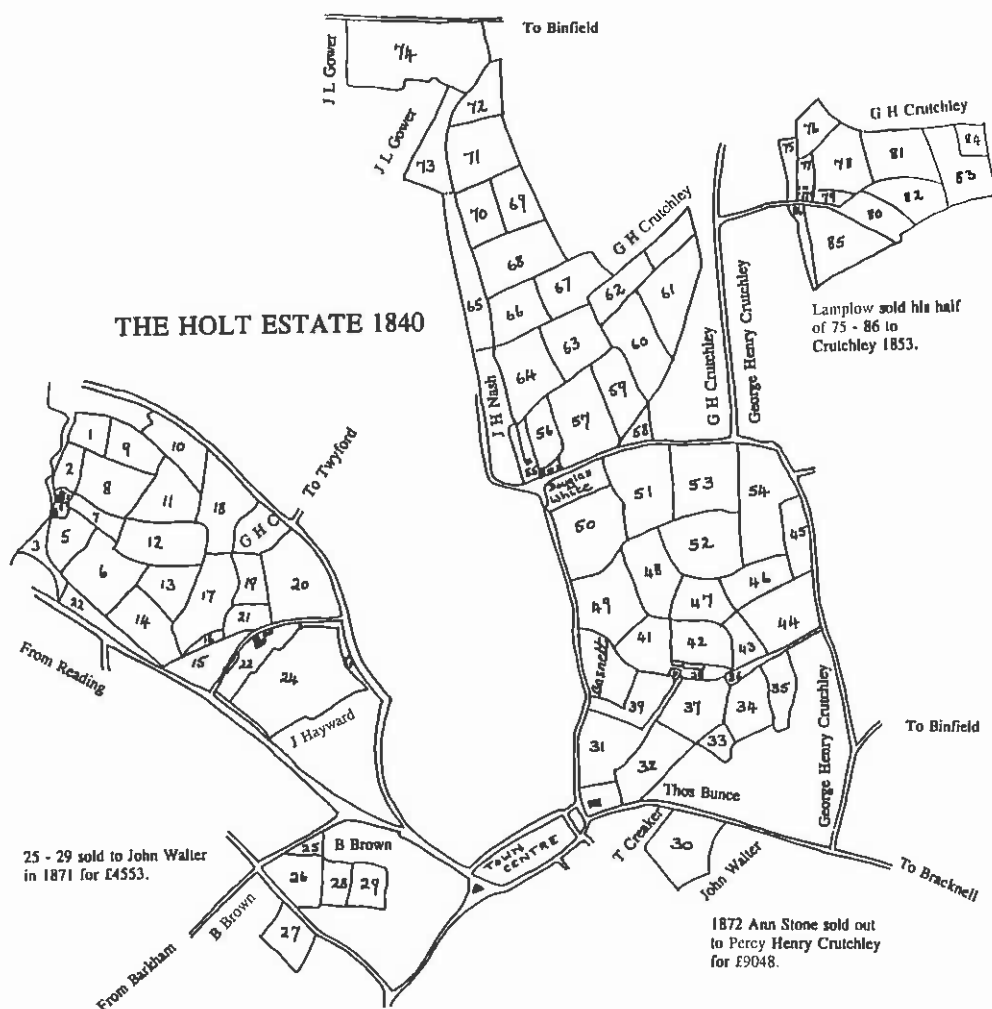 To Binfield
J L Gower
74
J L Gower
72
73
71
70
69
68
65
66
67
G H Crutchley
62
61
63
60
64
59
J H Nash
56
57
58
55
G H Crutchley
76
75
77
78
81
84
83
79
82
80
85
Lamplow sold his half
of 75 - 86 to
Crutchley 1853.
G H Crutchley
George Henry Crutchley
THE HOLT ESTATE 1840
1
9
10
2
8
11
18
To Twyford
G H C
7
12
3
5
6
13
17
19
20
22
14
16
21
15
22
24
From Reading
J Hayward
Douglas
White
51
53
54
50
45
52
48
46
49
47
44
41
42
43
Gasnett
39
37
34
35
33
31
32
George Henry Crutchley
To Binfield
Thos Bunce
T Creaker
30
John Walter
To Bracknell
TOWN
CENTRE
25 - 29 sold to John Walter
in 1871 for £4553.
25
B Brown
26
28
29
B Brown
27
From Barkham
1872 Ann Stone sold out
to Percy Henry Crutchley
for £9048.